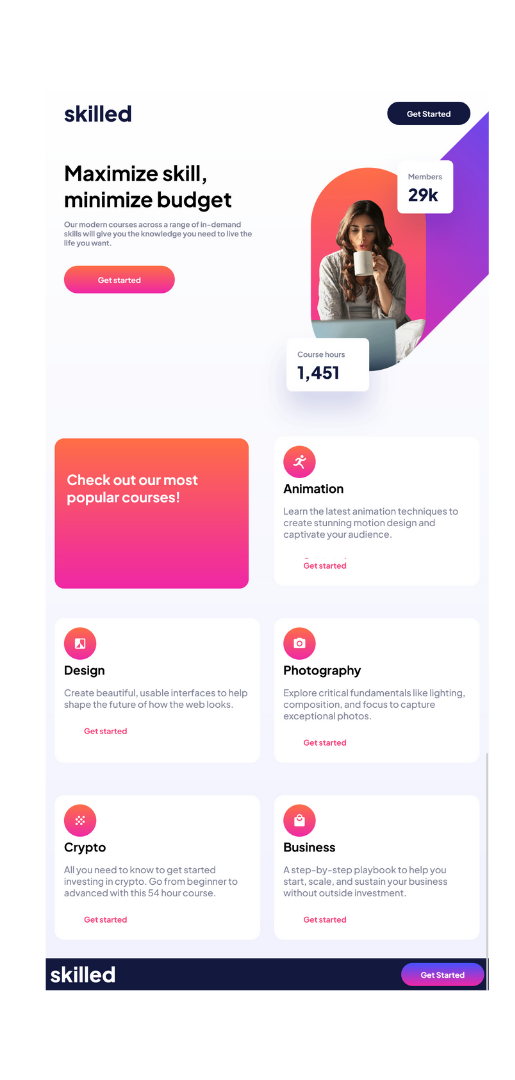 skilled
Get Started
Maximize skill,
minimize budget
Our modern courses across a range of in-demand
skills will give you the knowledge you need to live the
life you want.
Get started
Members
29k
Course hours
1,451
Check out our most
popular courses!
Animation
Learn the latest animation techniques to
create stunning motion design and
captivate your audience.
Get started
Design
Create beautiful, usable interfaces to help
shape the future of how the web looks.
Get started
Photography
Explore critical fundamentals like lighting,
composition, and focus to capture
exceptional photos.
Get started
Crypto
All you need to know to get started
investing in crypto. Go from beginner to
advanced with this 54 hour course.
Get started
Business
A step-by-step playbook to help you
start, scale, and sustain your business
without outside investment.
Get started
skilled
Get Started